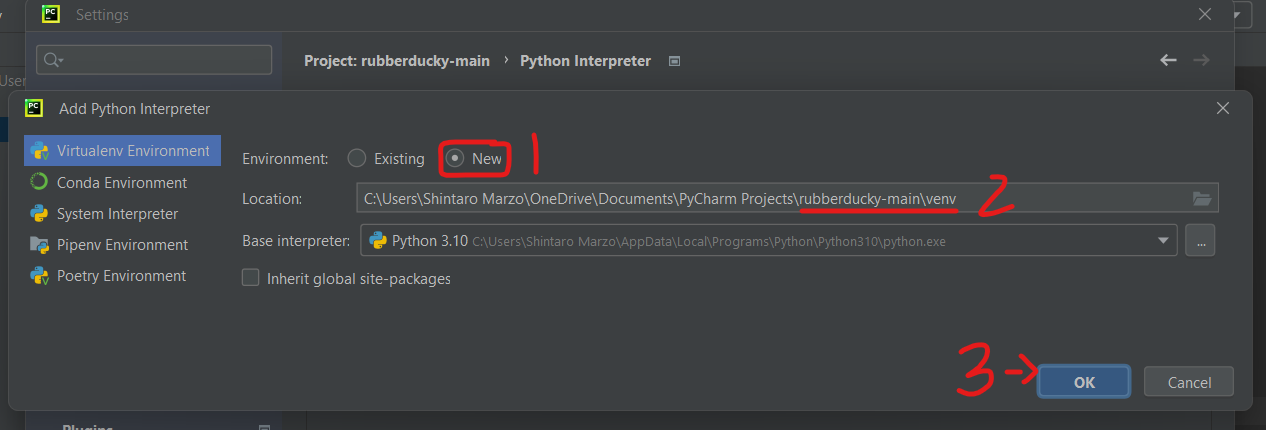 PC Settings
Project: rubberducky-main › Python Interpreter
User
PC Add Python Interpreter
Virtualenv Environment
Conda Environment
System Interpreter
Pipenv Environment
Poetry Environment
Environment: Existing New 1
Location: C:\Users\Shintaro Marzo\OneDrive\Documents\PyCharm Projects\rubberducky-main\venv 2
Base interpreter: Python 3.10 C:\Users\Shintaro Marzo\AppData\Local\Programs\Python\Python310\python.exe ...
Inherit global site-packages
3 → OK Cancel
Plugins